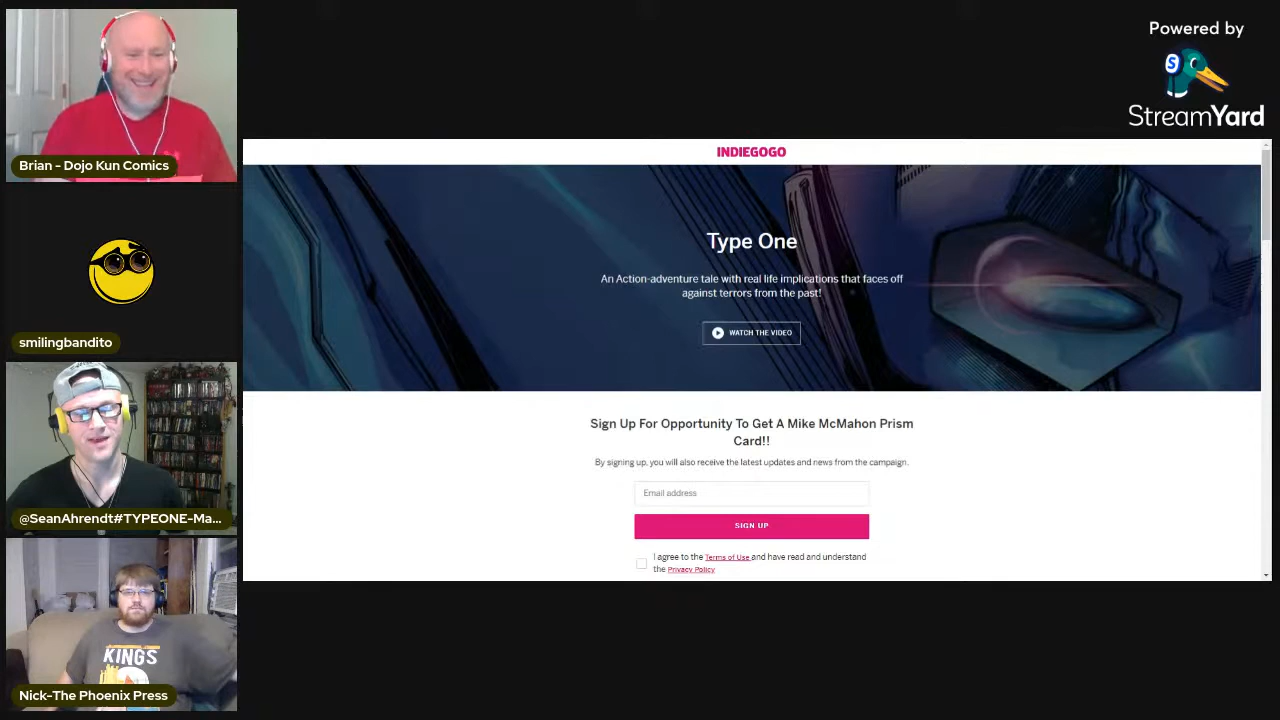 Powered by
S
StreamYard
Brian - Dojo Kun Comics
smilingbandito
@SeanAhrendt#TYPEONE-Ma...
KINGS
Nick-The Phoenix Press
INDIEGOGO
Type One
An Action-adventure tale with real life implications that faces off
against terrors from the past!
WATCH THE VIDEO
Sign Up For Opportunity To Get A Mike McMahon Prism
Card!!
By signing up, you will also receive the latest updates and news from the campaign.
Email address
SIGN UP
I agree to the Terms of Use and have read and understand
the Privacy Policy